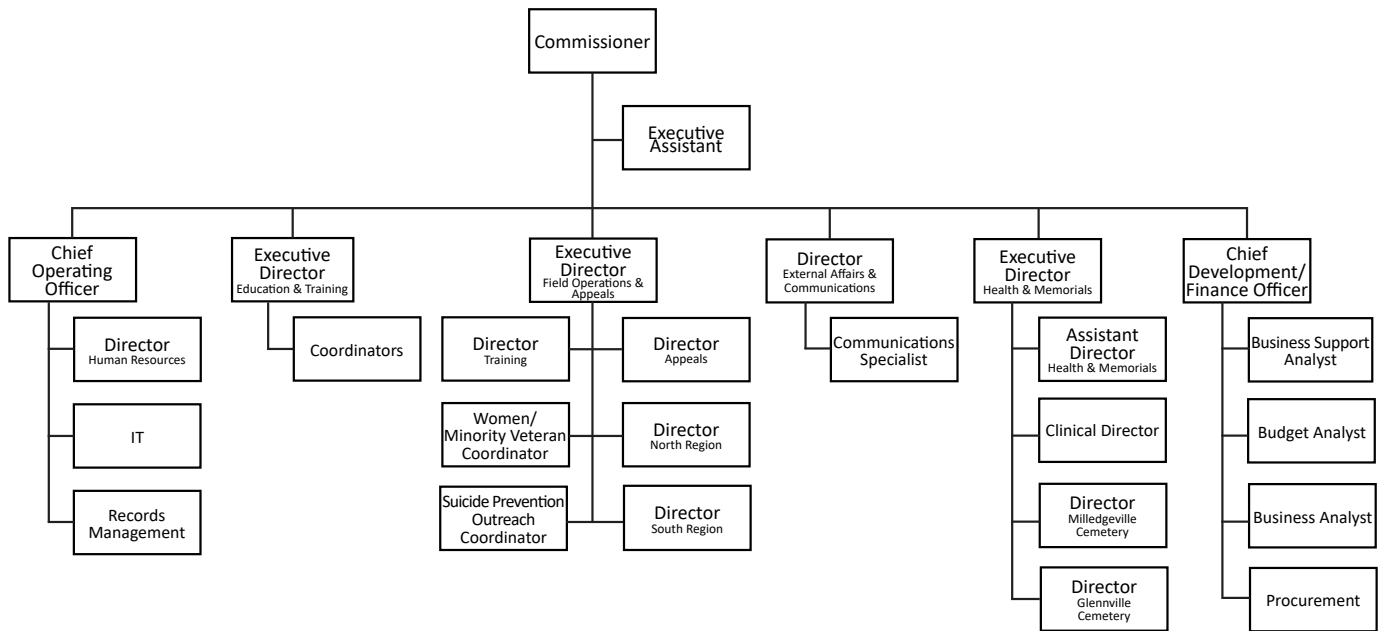 Commissioner
Executive
Assistant
Chief
Operating
Officer
Executive
Director
Education & Training
Executive
Director
Field Operations &
Appeals
Director
External Affairs &
Communications
Executive
Director
Health & Memorials
Chief
Development/
Finance Officer
Director
Human Resources
IT
Records
Management
Coordinators
Director
Training
Director
Appeals
Women/
Minority Veteran
Coordinator
Director
North Region
Suicide Prevention
Outreach
Coordinator
Director
South Region
Communications
Specialist
Assistant
Director
Health & Memorials
Clinical Director
Director
Milledgeville
Cemetery
Director
Glennville
Cemetery
Business Support
Analyst
Budget Analyst
Business Analyst
Procurement